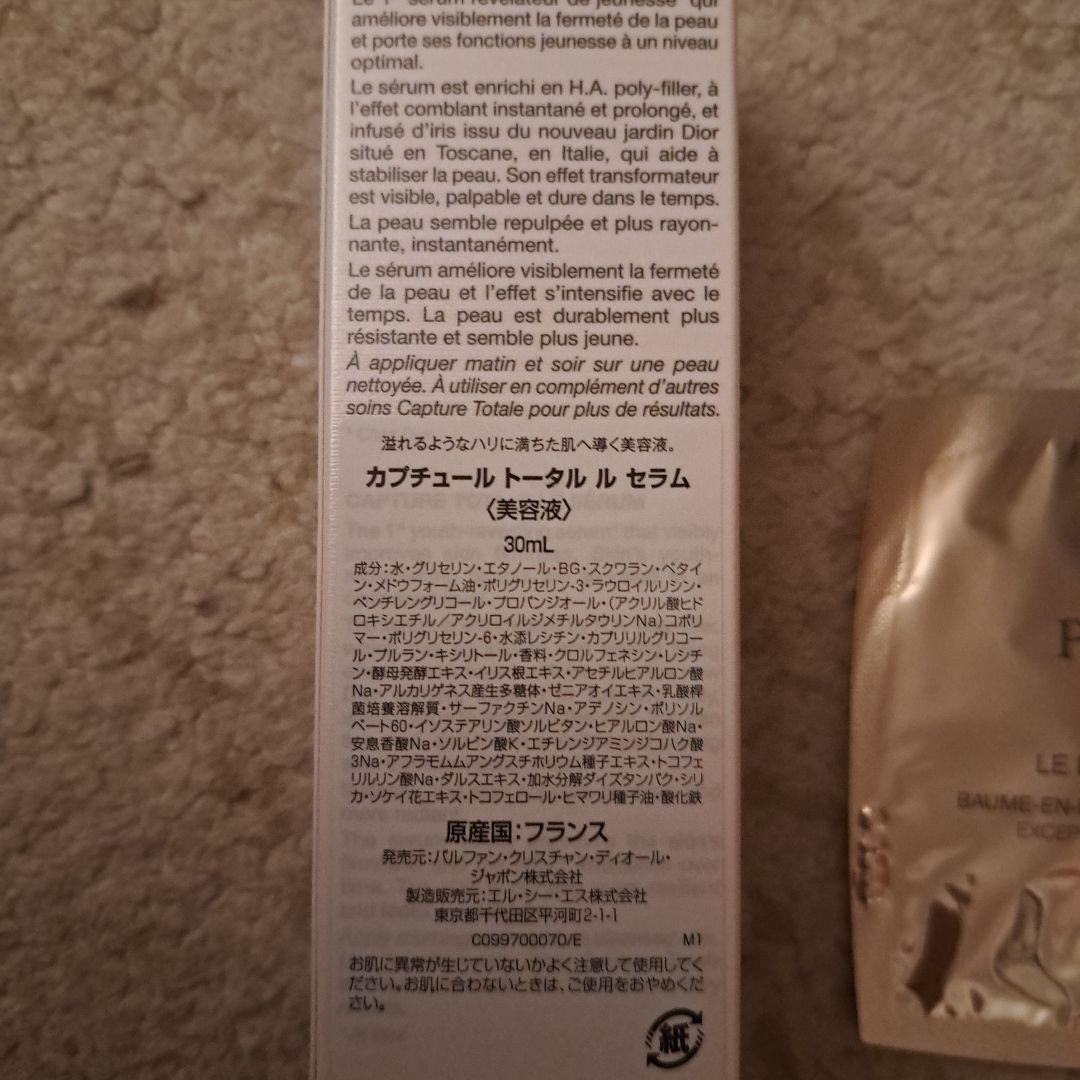 Le 1er sérum révélateur de jeunesse* qui
améliore visiblement la fermeté de la peau
et porte ses fonctions jeunesse à un niveau
optimal.
Le sérum est enrichi en H.A. poly-filler, à
l'effet comblant instantané et prolongé, et
infusé d'iris issu du nouveau jardin Dior
situé en Toscane, en Italie, qui aide à
stabiliser la peau. Son effet transformateur
est visible, palpable et dure dans le temps.
La peau semble repulpée et plus rayon-
nante, instantanément.
Le sérum améliore visiblement la fermeté
de la peau et l'effet s'intensifie avec le
temps. La peau est durablement plus
résistante et semble plus jeune.
À appliquer matin et soir sur une peau
nettoyée. À utiliser en complément d'autres
soins Capture Totale pour plus de résultats.
溢れるようなハリに満ちた肌へ導く美容液。
カプチュール トータル ル セラム
〈美容液〉
30mL
成分:水・グリセリン・エタノール・BG・スクワラン・ベタイ
ン・メドウフォーム油・ポリグリセリン-3・ラウロイルリシン・
ペンチレングリコール・プロパンジオール・(アクリル酸ヒド
ロキシエチル/アクリロイルジメチルタウリンNa)コポリ
マー・ポリグリセリン-6・水添レシチン・カプリリルグリコー
ル・プルラン・キシリトール・香料・クロルフェネシン・レシチ
ン・酵母発酵エキス・イリス根エキス・アセチルヒアルロン酸
Na・アルカリゲネス産生多糖体・ゼニアオイエキス・乳酸桿
菌培養溶解質・サーファクチンNa・アデノシン・ポリソル
ベート60・イソステアリン酸ソルビタン・ヒアルロン酸Na・
安息香酸Na・ソルビン酸K・エチレンジアミンジコハク酸
3Na・アフラモムムアングスチホリウム種子エキス・トコフェ
リルリン酸Na・ダルスエキス・加水分解ダイズタンパク・シリ
カ・ソケイ花エキス・トコフェロール・ヒマワリ種子油・酸化鉄
原産国:フランス
発売元:パルファン・クリスチャン・ディオール・
ジャポン株式会社
製造販売元:エル・シー・エス株式会社
東京都千代田区平河町2-1-1
C099700070/E M1
お肌に異常が生じていないかよく注意して使用してく
ださい。お肌に合わないときは、ご使用をおやめくだ
さい。
紙
P
LE
BAUME-EN-
EXCEP